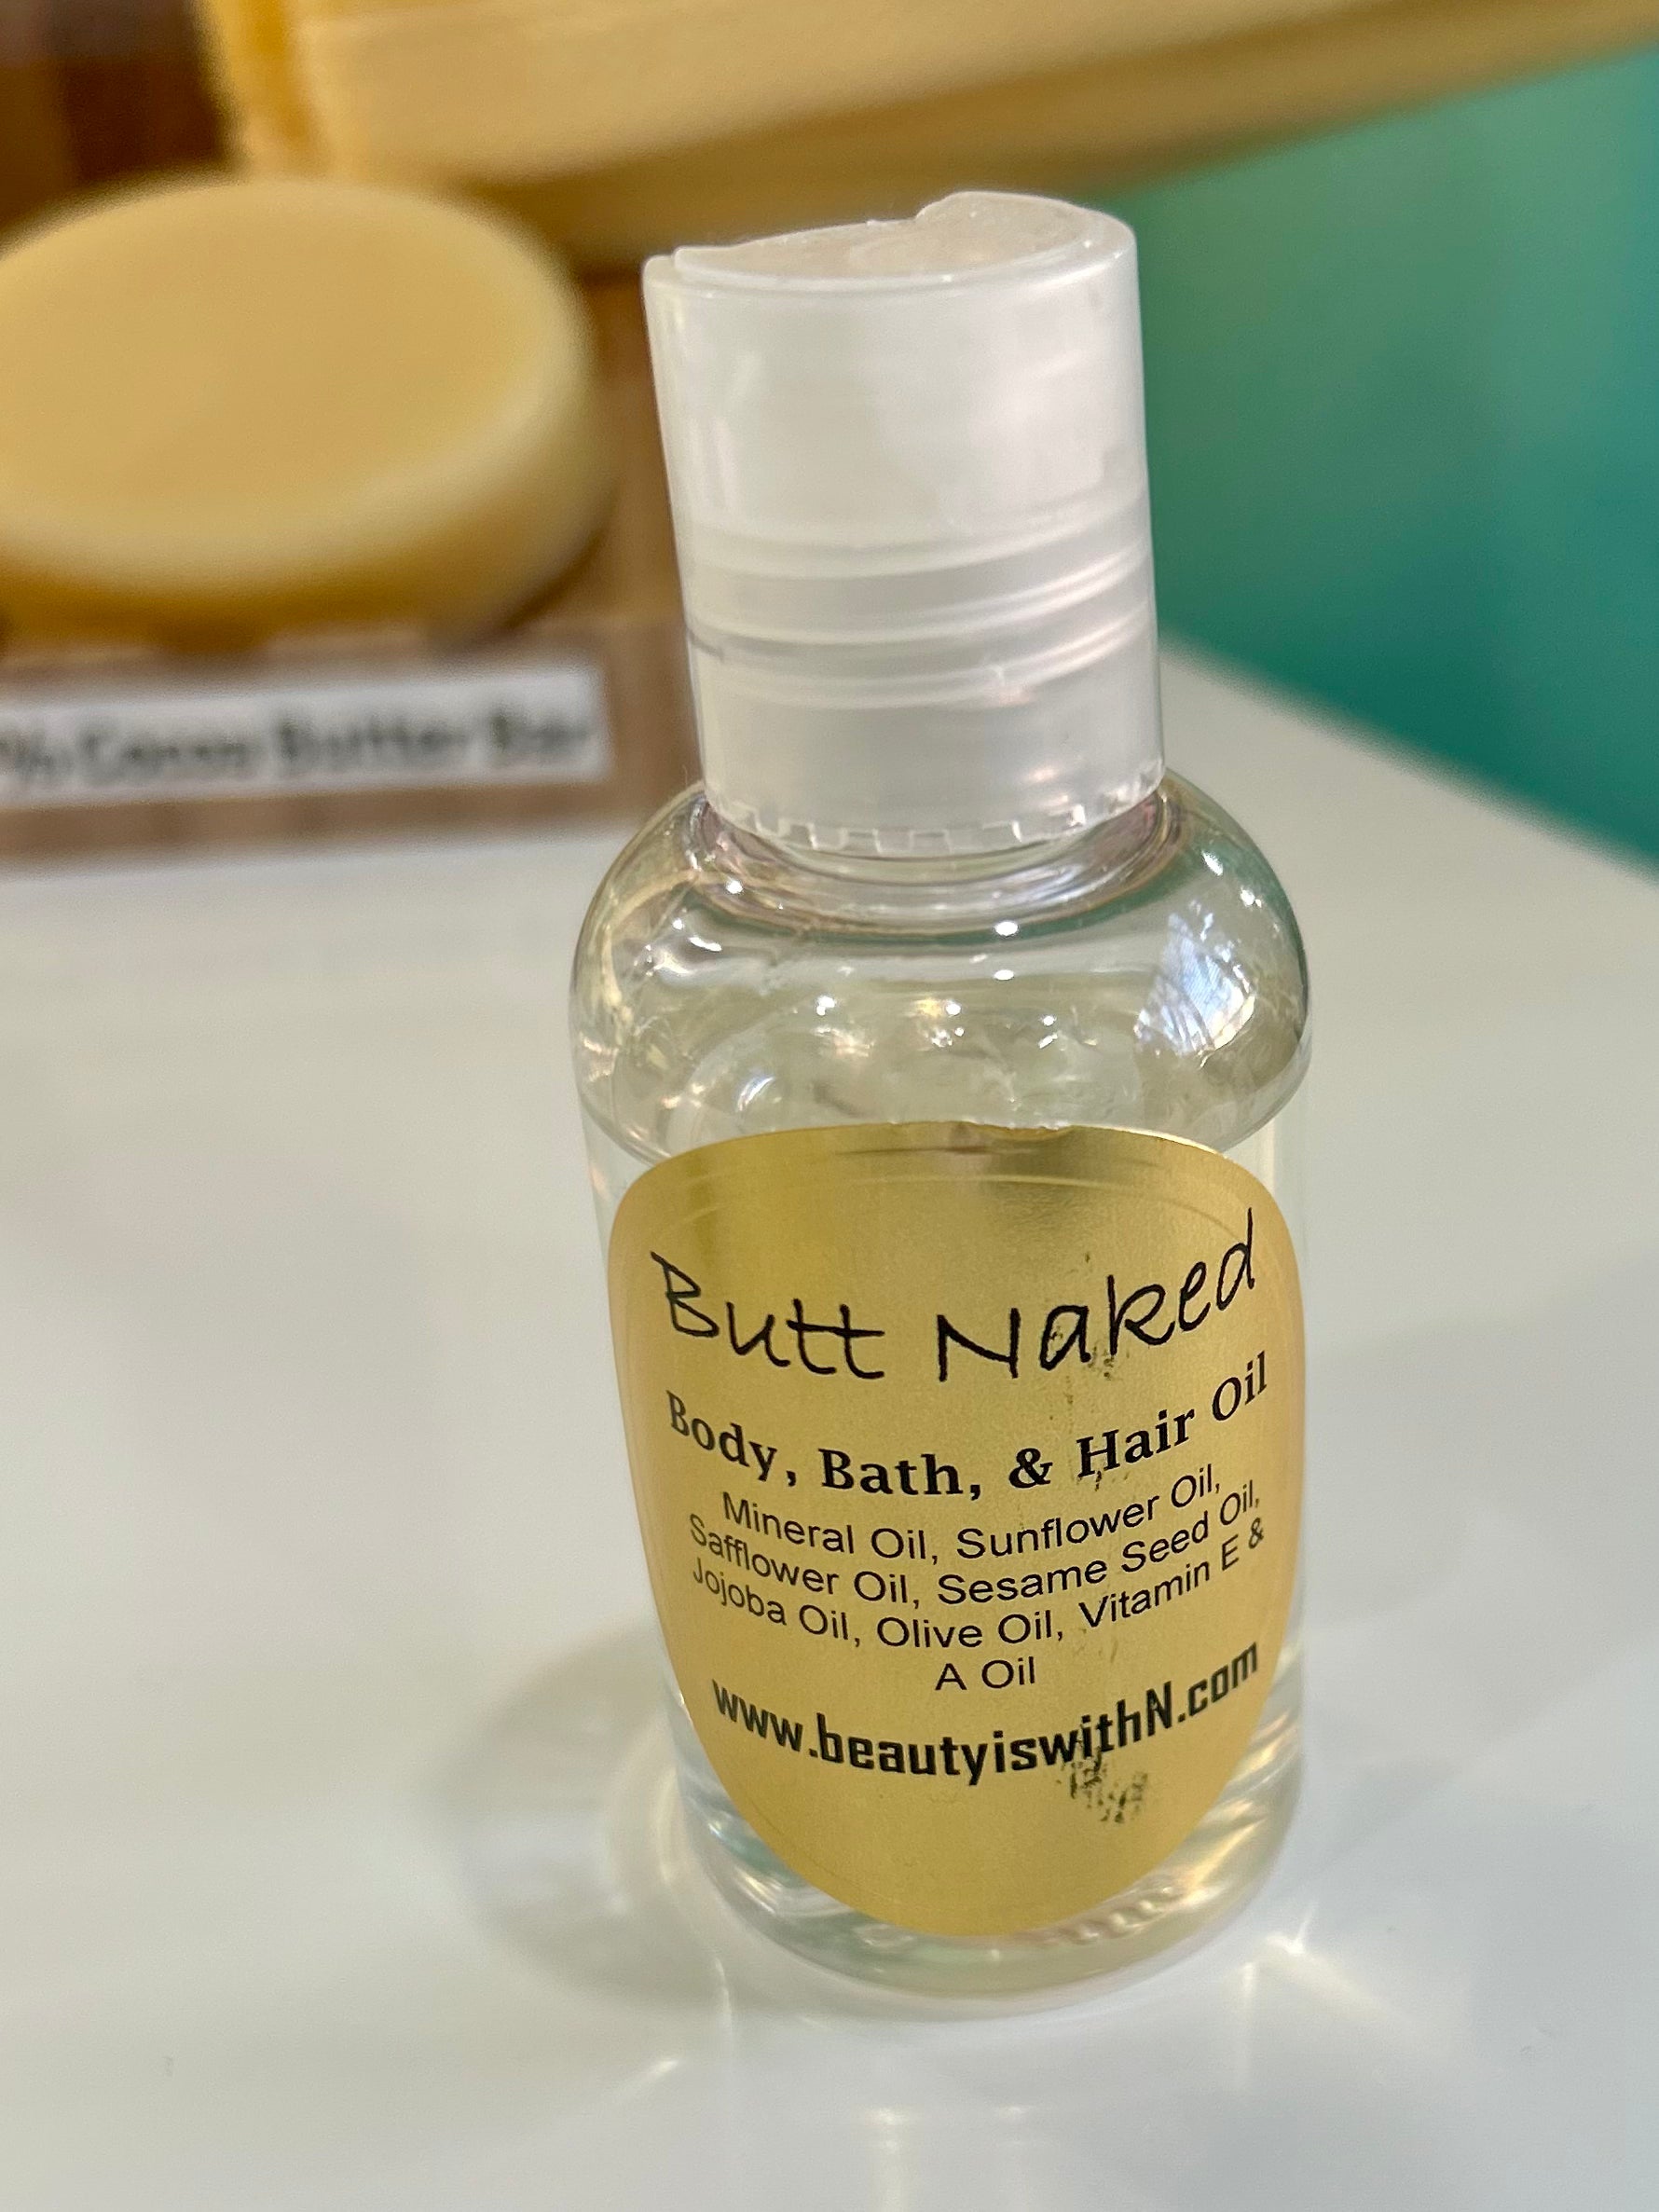 Cocoa Butter Bar
Butt Naked
Body, Bath, & Hair Oil
Mineral Oil, Sunflower Oil,
Safflower Oil, Sesame Seed Oil,
Jojoba Oil, Olive Oil, Vitamin E &
A Oil
www.beautyiswithN.com